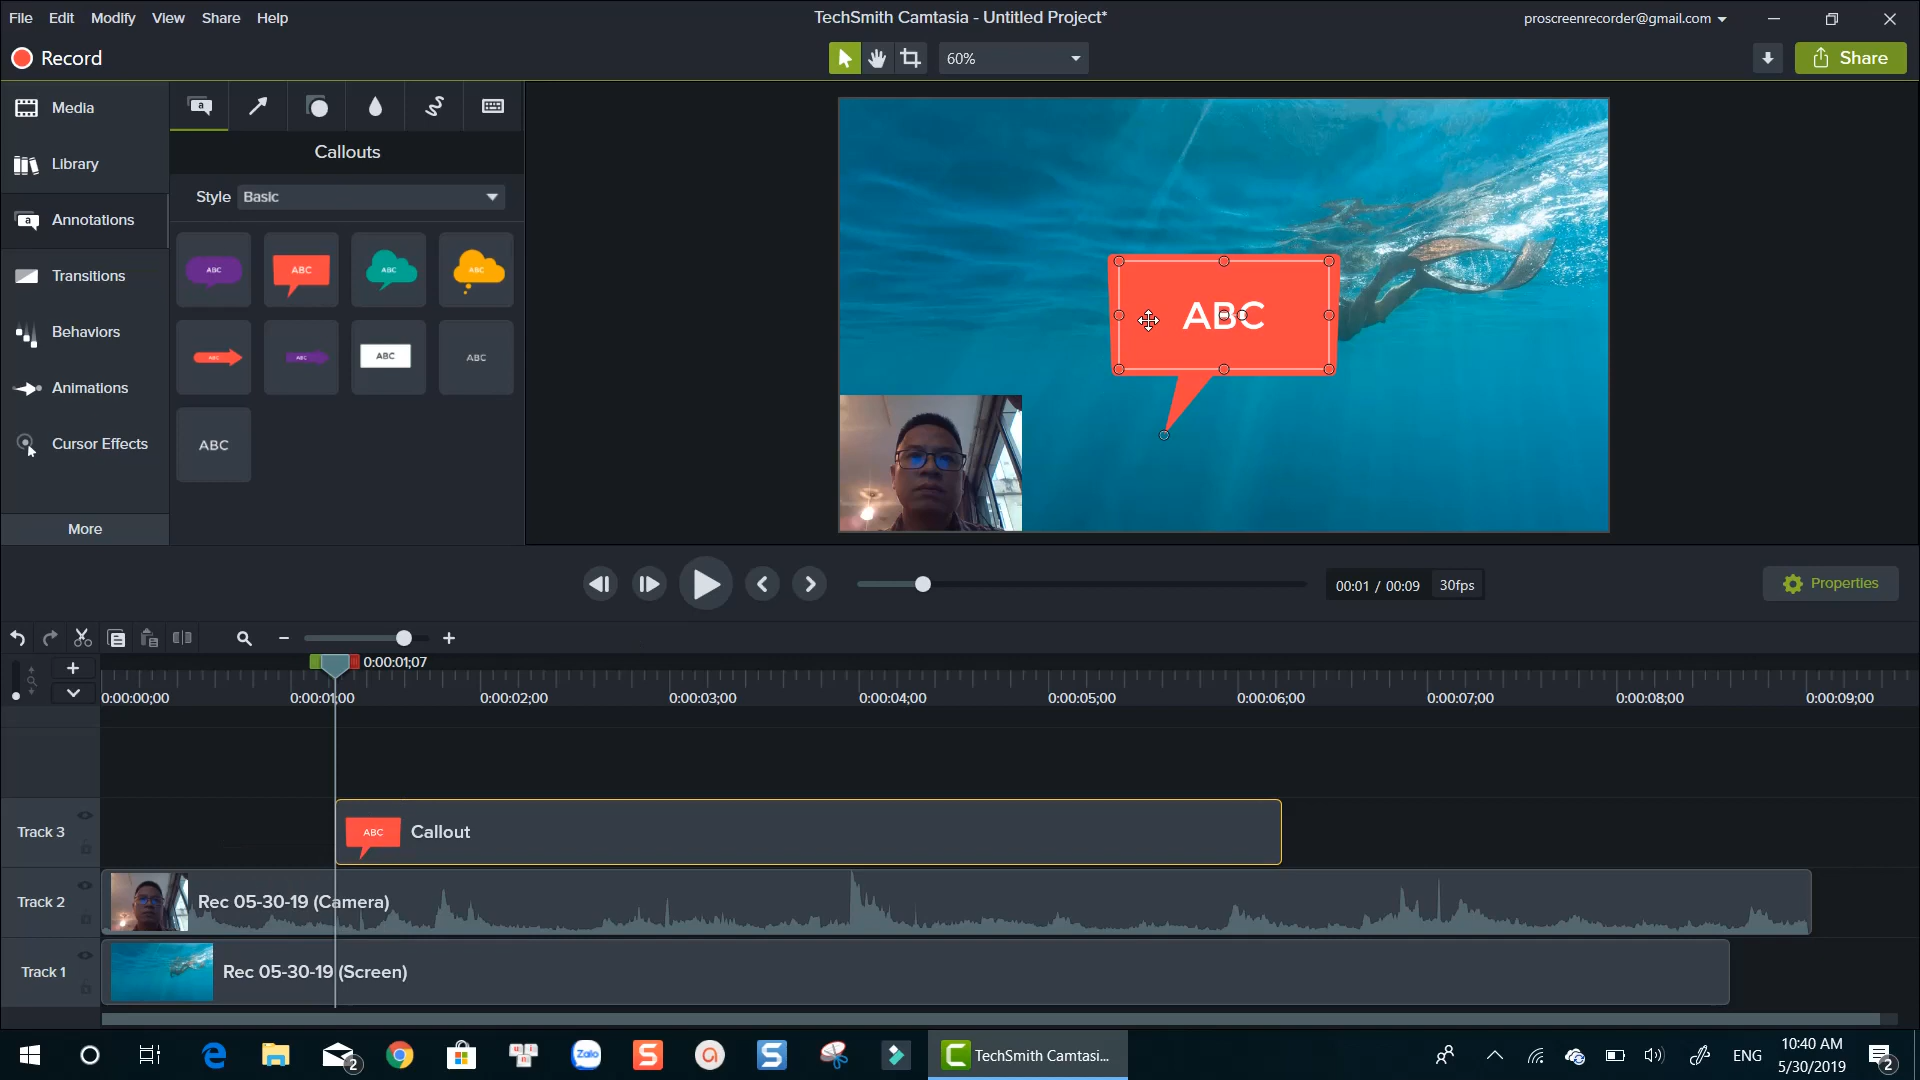 File Edit Modify View Share Help
TechSmith Camtasia - Untitled Project*
proscreenrecorder@gmail.com
Record
60%
Share
Media
Library
Annotations
Transitions
Behaviors
Animations
Cursor Effects
More
Callouts
Style Basic
ABC ABC ABC ABC
ABC ABC ABC ABC
ABC
ABC
00:01 / 00:09 30fps
Properties
0:00:01;07
0:00:00;00 0:00:01;00 0:00:02;00 0:00:03;00 0:00:04;00 0:00:05;00 0:00:06;00 0:00:07;00 0:00:08;00 0:00:09;00
Track 3
ABC Callout
Track 2
Rec 05-30-19 (Camera)
Track 1
Rec 05-30-19 (Screen)
2
Zalo
S
S
C
TechSmith Camtasi...
ENG
10:40 AM
5/30/2019
2